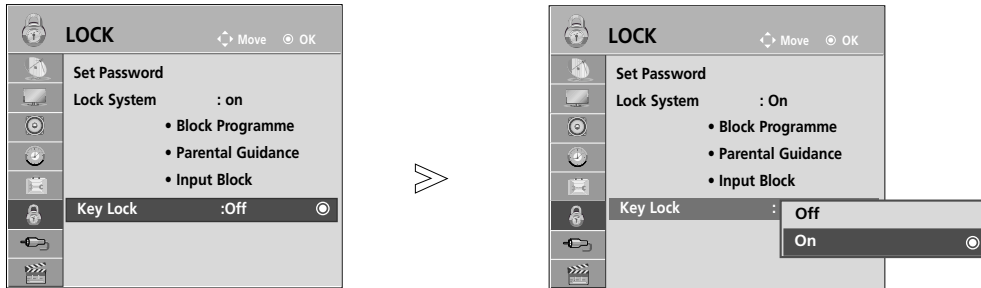 LOCK
Move
OK
Set Password
Lock System : on
• Block Programme
• Parental Guidance
• Input Block
Key Lock :Off
LOCK
Move
OK
Set Password
Lock System : On
• Block Programme
• Parental Guidance
• Input Block
Key Lock :
Off
On